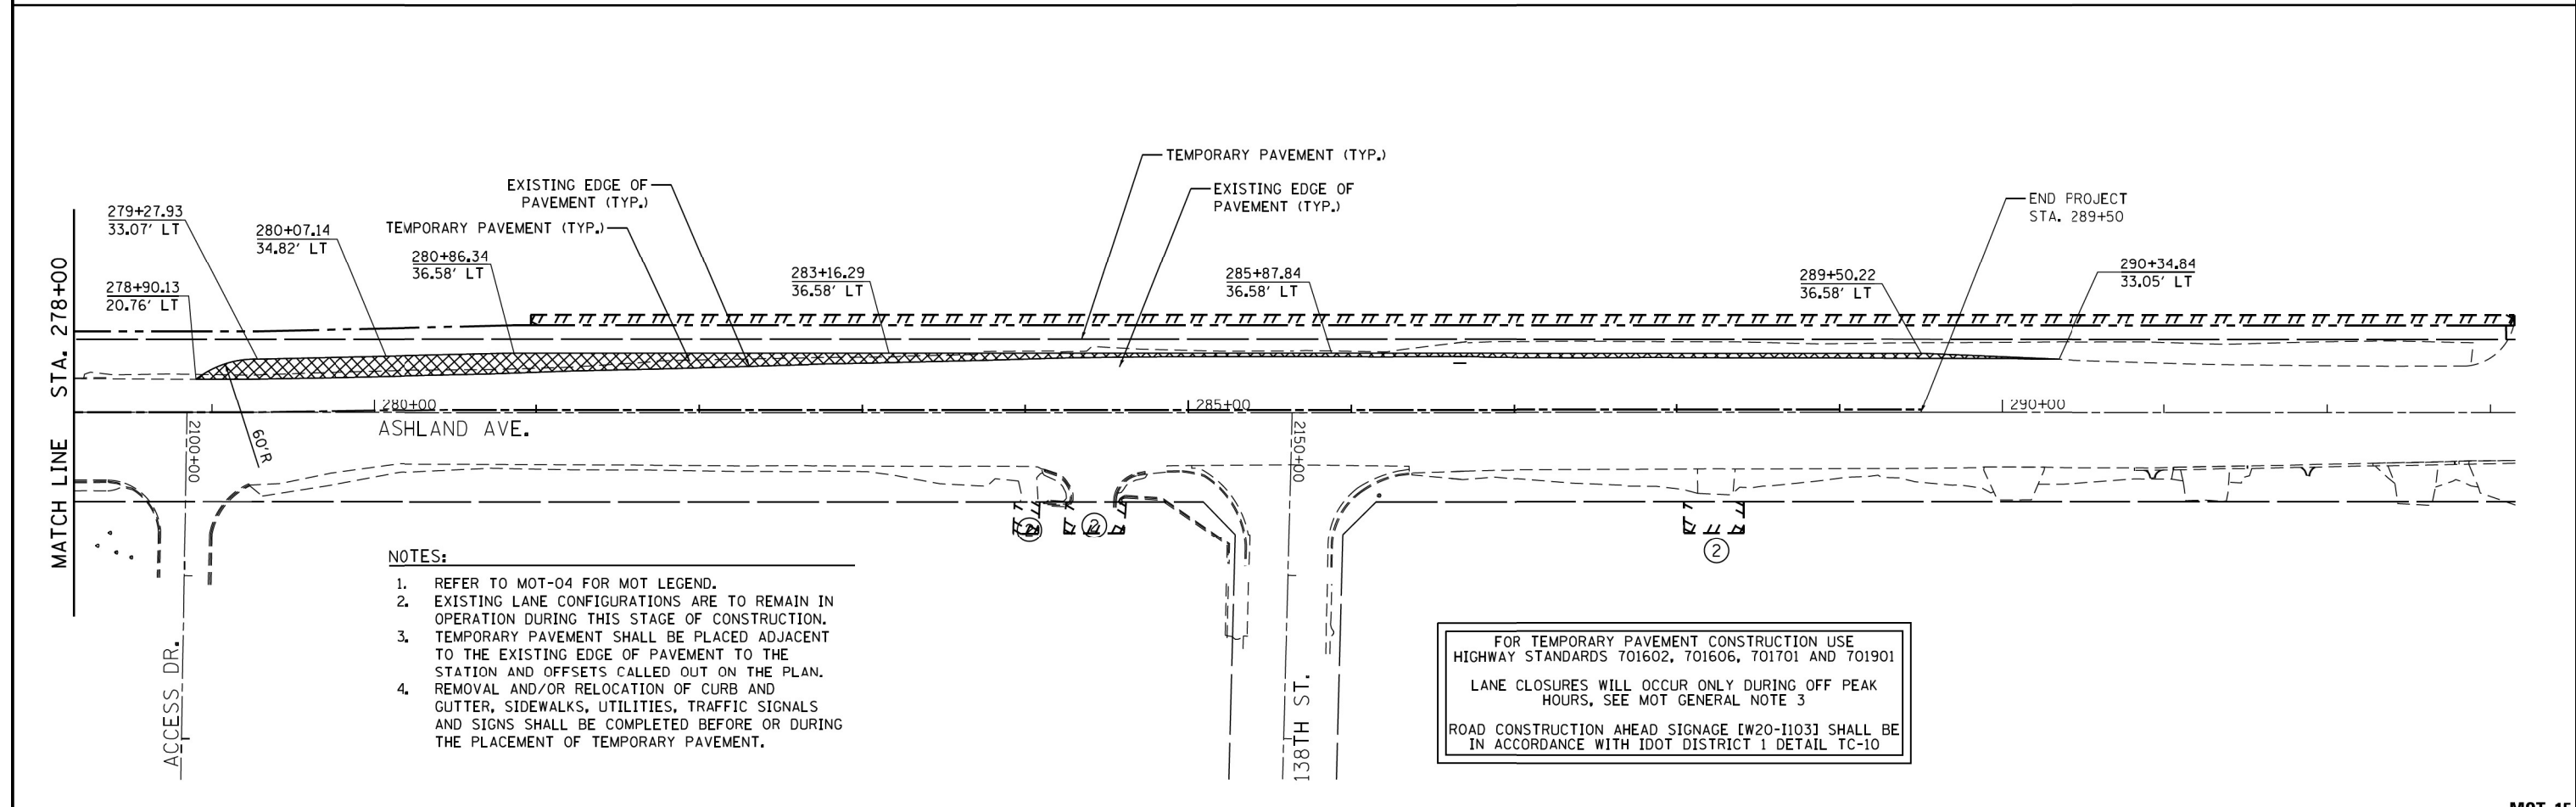 TEMPORARY PAVEMENT (TYP.)
EXISTING EDGE OF
PAVEMENT (TYP.)
EXISTING EDGE OF
PAVEMENT (TYP.)
END PROJECT
STA. 289+50
279+27.93
33.07' LT
280+07.14
34.82' LT
TEMPORARY PAVEMENT (TYP.)
280+86.34
36.58' LT
283+16.29
36.58' LT
285+87.84
36.58' LT
289+50.22
36.58' LT
290+34.84
33.05' LT
278+90.13
20.76' LT
MATCH LINE STA. 278+00
280+00
285+00
290+00
ASHLAND AVE.
2100+00
60'R
2150+00
2
2
2
ACCESS DR.
138TH ST.
NOTES:
1. REFER TO MOT-04 FOR MOT LEGEND.
2. EXISTING LANE CONFIGURATIONS ARE TO REMAIN IN
OPERATION DURING THIS STAGE OF CONSTRUCTION.
3. TEMPORARY PAVEMENT SHALL BE PLACED ADJACENT
TO THE EXISTING EDGE OF PAVEMENT TO THE
STATION AND OFFSETS CALLED OUT ON THE PLAN.
4. REMOVAL AND/OR RELOCATION OF CURB AND
GUTTER, SIDEWALKS, UTILITIES, TRAFFIC SIGNALS
AND SIGNS SHALL BE COMPLETED BEFORE OR DURING
THE PLACEMENT OF TEMPORARY PAVEMENT.
FOR TEMPORARY PAVEMENT CONSTRUCTION USE
HIGHWAY STANDARDS 701602, 701606, 701701 AND 701901
LANE CLOSURES WILL OCCUR ONLY DURING OFF PEAK
HOURS, SEE MOT GENERAL NOTE 3
ROAD CONSTRUCTION AHEAD SIGNAGE [W20-I103] SHALL BE
IN ACCORDANCE WITH IDOT DISTRICT 1 DETAIL TC-10